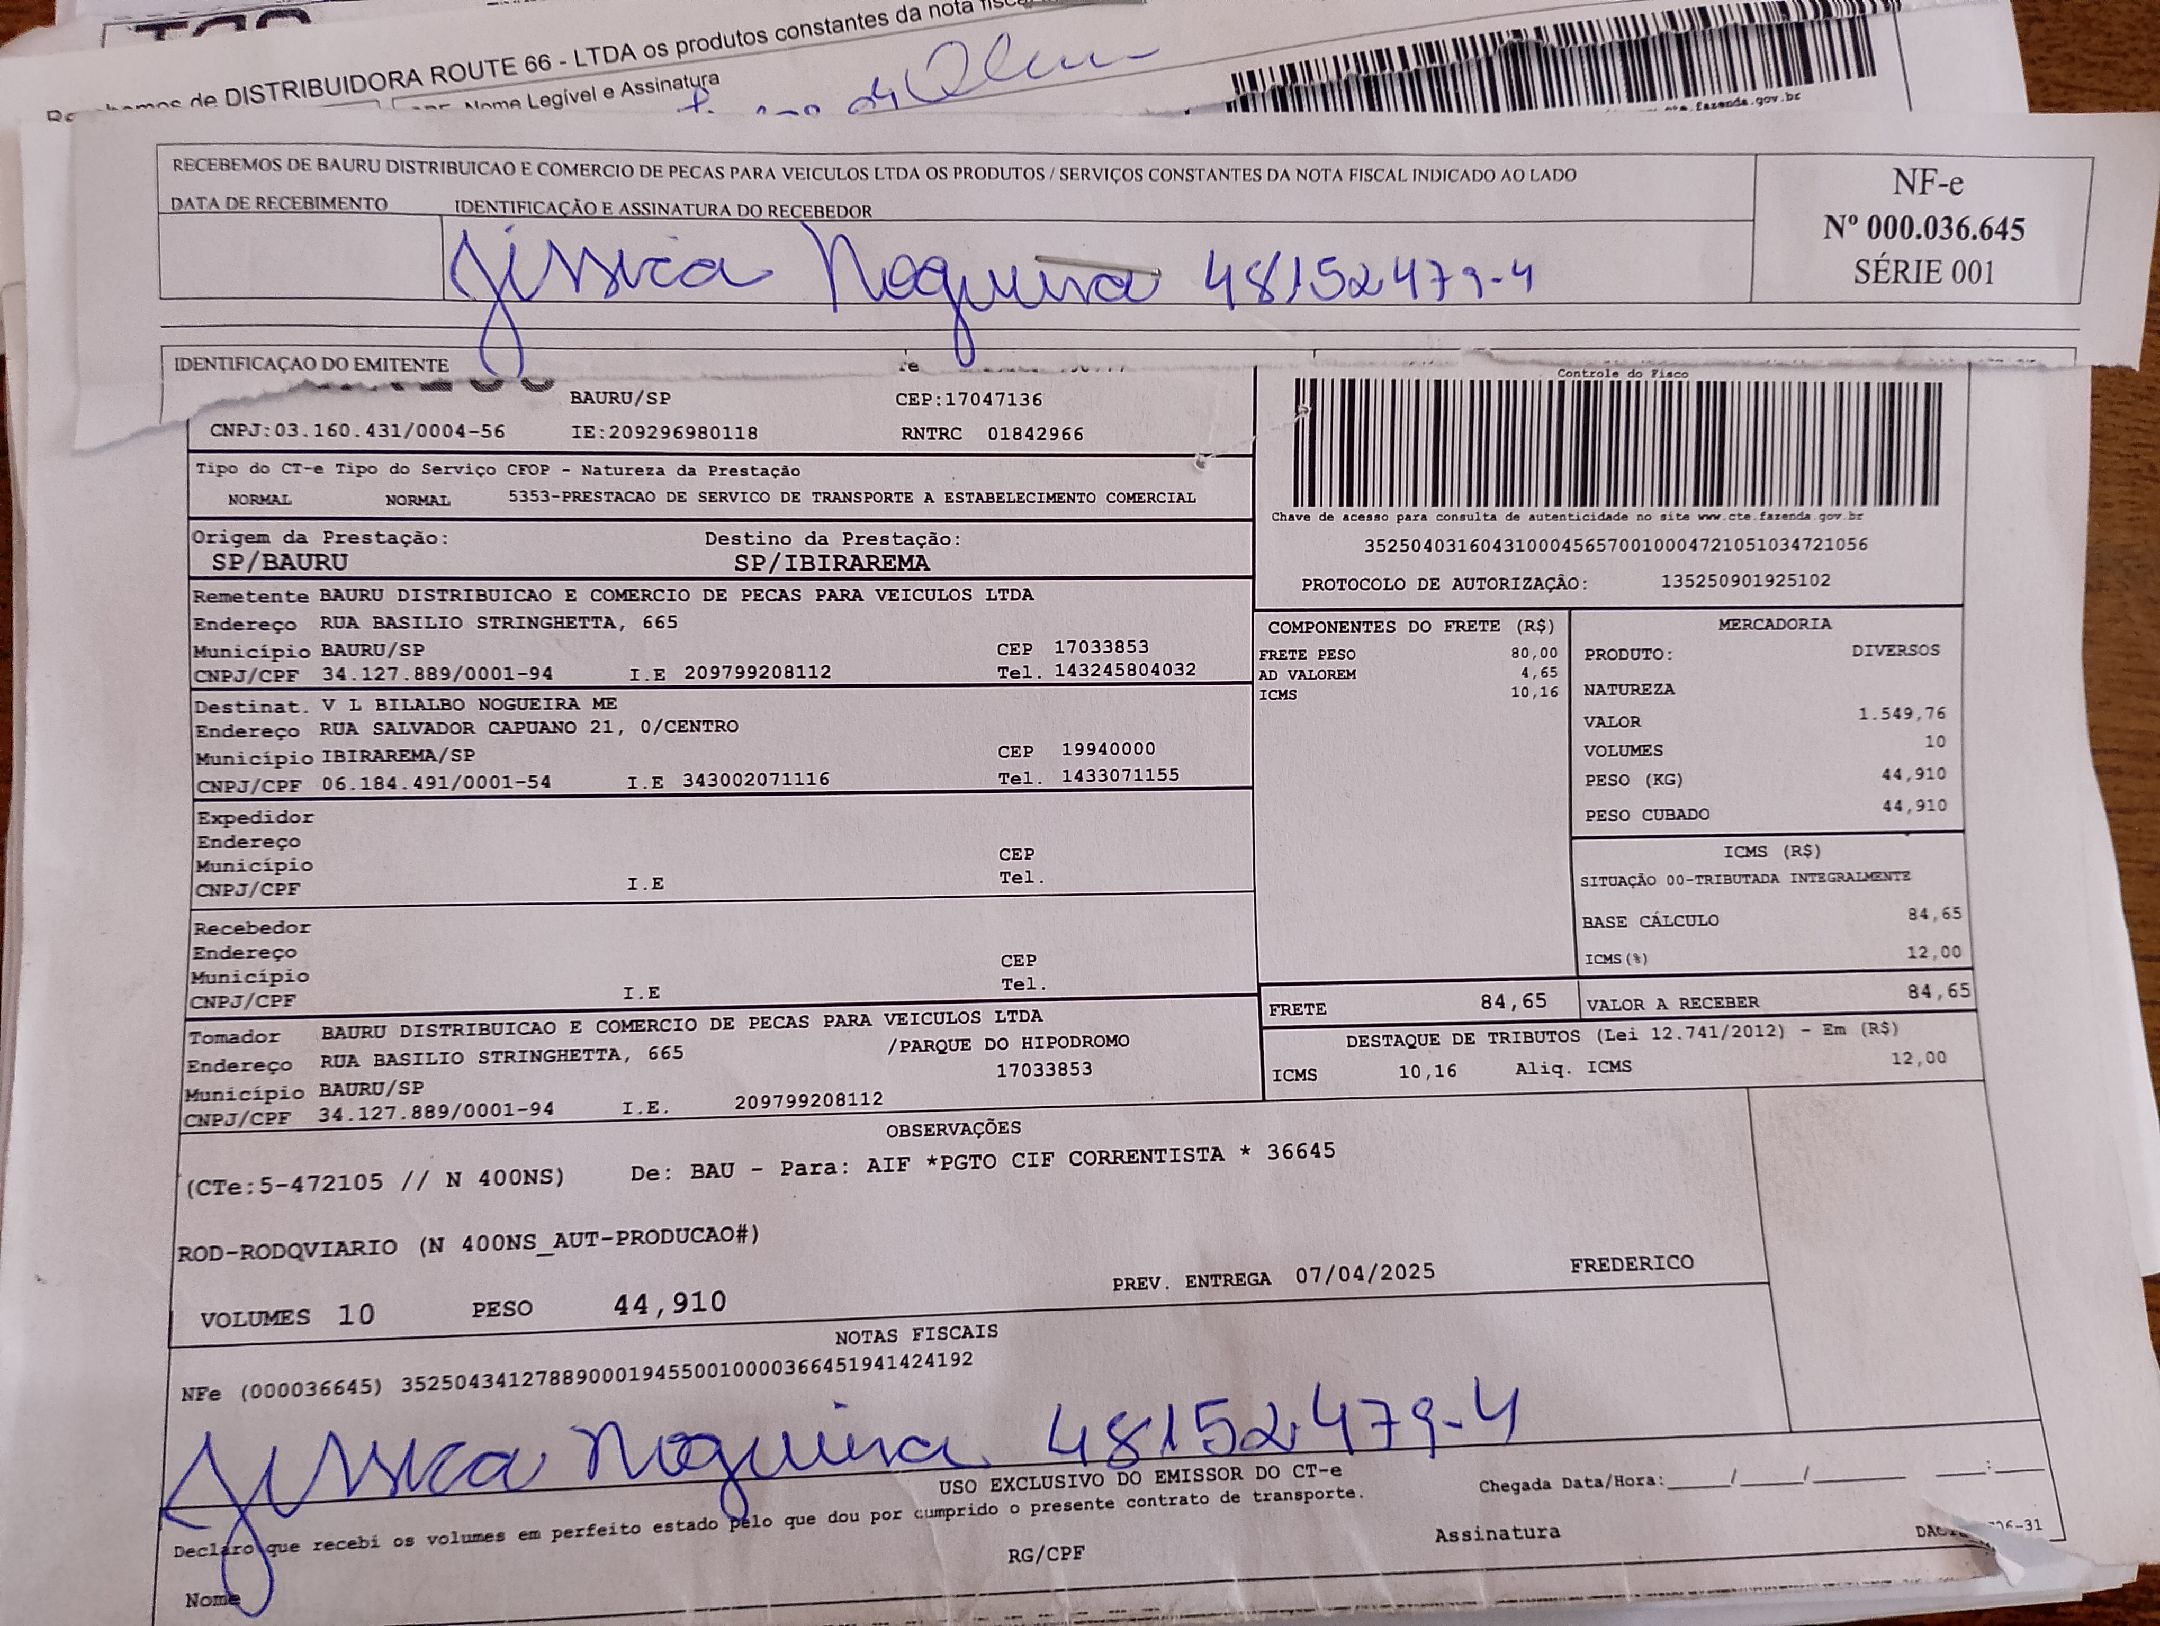 DISTRIBUIDORA ROUTE 66 - LTDA os produtos constantes da nota
Nome Legível e Assinatura
fazenda.gov.br
RECEBEMOS DE BAURU DISTRIBUICAO E COMERCIO DE PECAS PARA VEICULOS LTDA OS PRODUTOS / SERVIÇOS CONSTANTES DA NOTA FISCAL INDICADO AO LADO
DATA DE RECEBIMENTO IDENTIFICAÇÃO E ASSINATURA DO RECEBEDOR
Jéssica Nogueira 48152479-4
NF-e
Nº 000.036.645
SÉRIE 001
IDENTIFICAÇAO DO EMITENTE
BAURU/SP CEP:17047136
CNPJ:03.160.431/0004-56 IE:209296980118 RNTRC 01842966
Controle do Fisco
Chave de acesso para consulta de autenticidade no site www.cte.fazenda.gov.br
35250403160431000456570010004721051034721056
PROTOCOLO DE AUTORIZAÇÃO: 135250901925102
Tipo do CT-e Tipo do Serviço CFOP - Natureza da Prestação
NORMAL NORMAL 5353-PRESTACAO DE SERVICO DE TRANSPORTE A ESTABELECIMENTO COMERCIAL
Origem da Prestação: Destino da Prestação:
SP/BAURU SP/IBIRAREMA
Remetente BAURU DISTRIBUICAO E COMERCIO DE PECAS PARA VEICULOS LTDA
Endereço RUA BASILIO STRINGHETTA, 665
Município BAURU/SP CEP 17033853
CNPJ/CPF 34.127.889/0001-94 I.E 209799208112 Tel. 143245804032
Destinat. V L BILALBO NOGUEIRA ME
Endereço RUA SALVADOR CAPUANO 21, 0/CENTRO
Município IBIRAREMA/SP CEP 19940000
CNPJ/CPF 06.184.491/0001-54 I.E 343002071116 Tel. 1433071155
Expedidor
Endereço
Município CEP
CNPJ/CPF I.E Tel.
Recebedor
Endereço
Município CEP
CNPJ/CPF I.E Tel.
Tomador BAURU DISTRIBUICAO E COMERCIO DE PECAS PARA VEICULOS LTDA
Endereço RUA BASILIO STRINGHETTA, 665 /PARQUE DO HIPODROMO
Município BAURU/SP 17033853
CNPJ/CPF 34.127.889/0001-94 I.E. 209799208112
COMPONENTES DO FRETE (R$)
FRETE PESO 80,00
AD VALOREM 4,65
ICMS 10,16
MERCADORIA
PRODUTO: DIVERSOS
NATUREZA
VALOR 1.549,76
VOLUMES 10
PESO (KG) 44,910
PESO CUBADO 44,910
ICMS (R$)
SITUAÇÃO 00-TRIBUTADA INTEGRALMENTE
BASE CÁLCULO 84,65
ICMS(%) 12,00
FRETE 84,65 VALOR A RECEBER 84,65
DESTAQUE DE TRIBUTOS (Lei 12.741/2012) - Em (R$)
ICMS 10,16 Aliq. ICMS 12,00
OBSERVAÇÕES
(CTe:5-472105 // N 400NS) De: BAU - Para: AIF *PGTO CIF CORRENTISTA * 36645
ROD-RODOVIARIO (N 400NS_AUT-PRODUCAO#)
PREV. ENTREGA 07/04/2025 FREDERICO
VOLUMES 10 PESO 44,910
NOTAS FISCAIS
NFe (000036645) 35250434127889000194550010000366451941424192
Jéssica Nogueira 48152479-4
USO EXCLUSIVO DO EMISSOR DO CT-e
Declaro que recebi os volumes em perfeito estado pelo que dou por cumprido o presente contrato de transporte.
Chegada Data/Hora:____/____/______ ___:___
Nome RG/CPF Assinatura